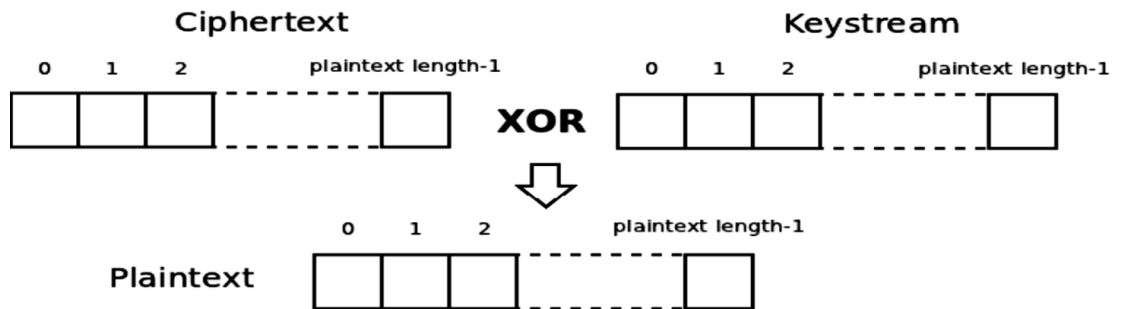 Ciphertext Keystream
0 1 2 plaintext length-1 0 1 2 plaintext length-1
XOR
0 1 2 plaintext length-1
Plaintext